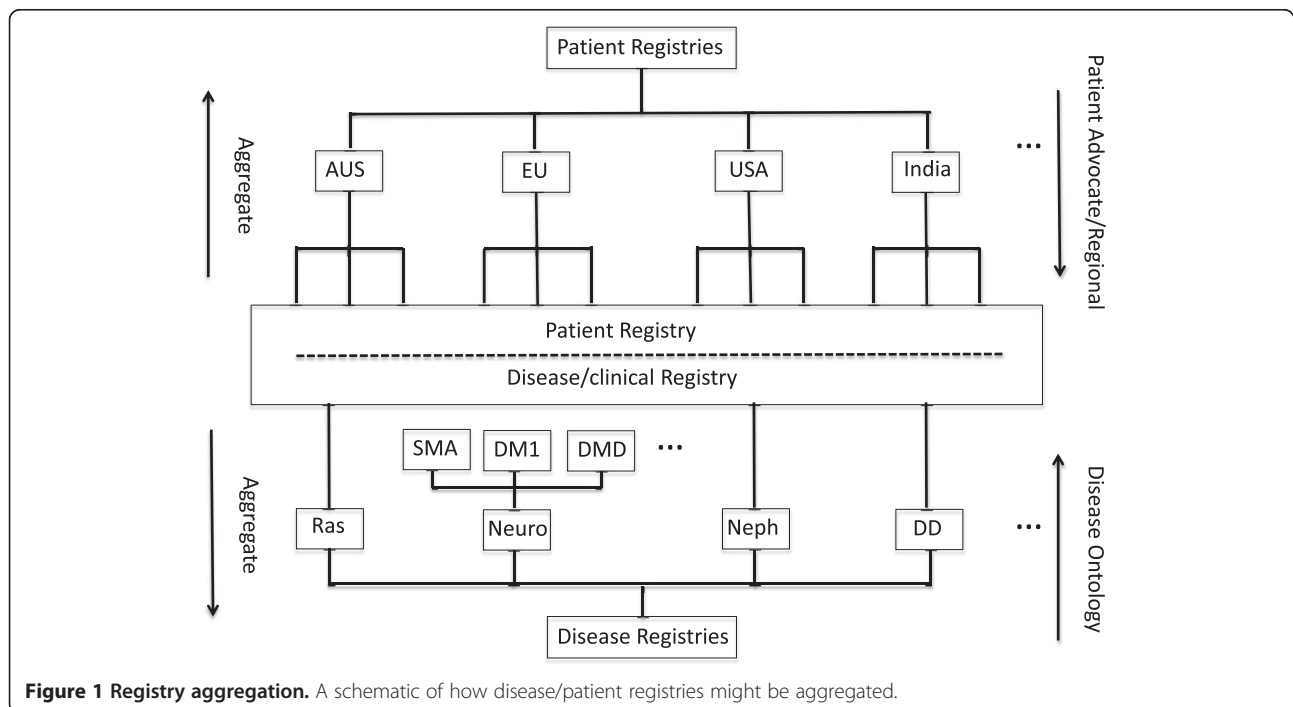 Patient Registries
Aggregate
Patient Advocate/Regional
AUS
EU
USA
India
...
Patient Registry
Disease/clinical Registry
Aggregate
Disease Ontology
SMA
DM1
DMD
...
Ras
Neuro
Neph
DD
...
Disease Registries
Figure 1 Registry aggregation. A schematic of how disease/patient registries might be aggregated.